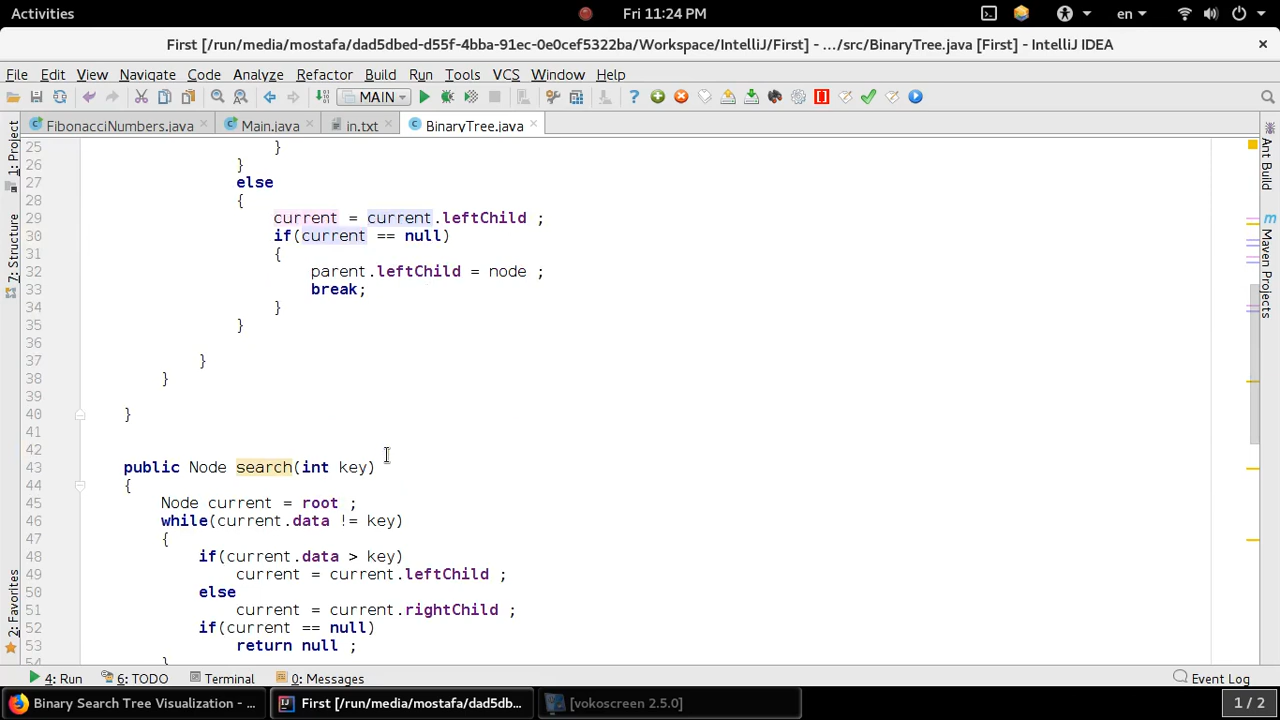 Activities
Fri 11:24 PM
en
First [/run/media/mostafa/dad5dbed-d55f-4bba-91ec-0e0cef5322ba/Workspace/IntelliJ/First] - .../src/BinaryTree.java [First] - IntelliJ IDEA
File Edit View Navigate Code Analyze Refactor Build Run Tools VCS Window Help
MAIN
FibonacciNumbers.java Main.java in.txt BinaryTree.java
1: Project
7: Structure
2: Favorites
25 }
26 }
27 else
28 {
29 current = current.leftChild ;
30 if(current == null)
31 {
32 parent.leftChild = node ;
33 break;
34 }
35 }
36
37 }
38 }
39
40 }
41
42
43 public Node search(int key)
44 {
45 Node current = root ;
46 while(current.data != key)
47 {
48 if(current.data > key)
49 current = current.leftChild ;
50 else
51 current = current.rightChild ;
52 if(current == null)
53 return null ;
54 }
Ant Build
Maven Projects
4: Run 6: TODO Terminal 0: Messages Event Log
Binary Search Tree Visualization - ... First [/run/media/mostafa/dad5db... [vokoscreen 2.5.0] 1 / 2